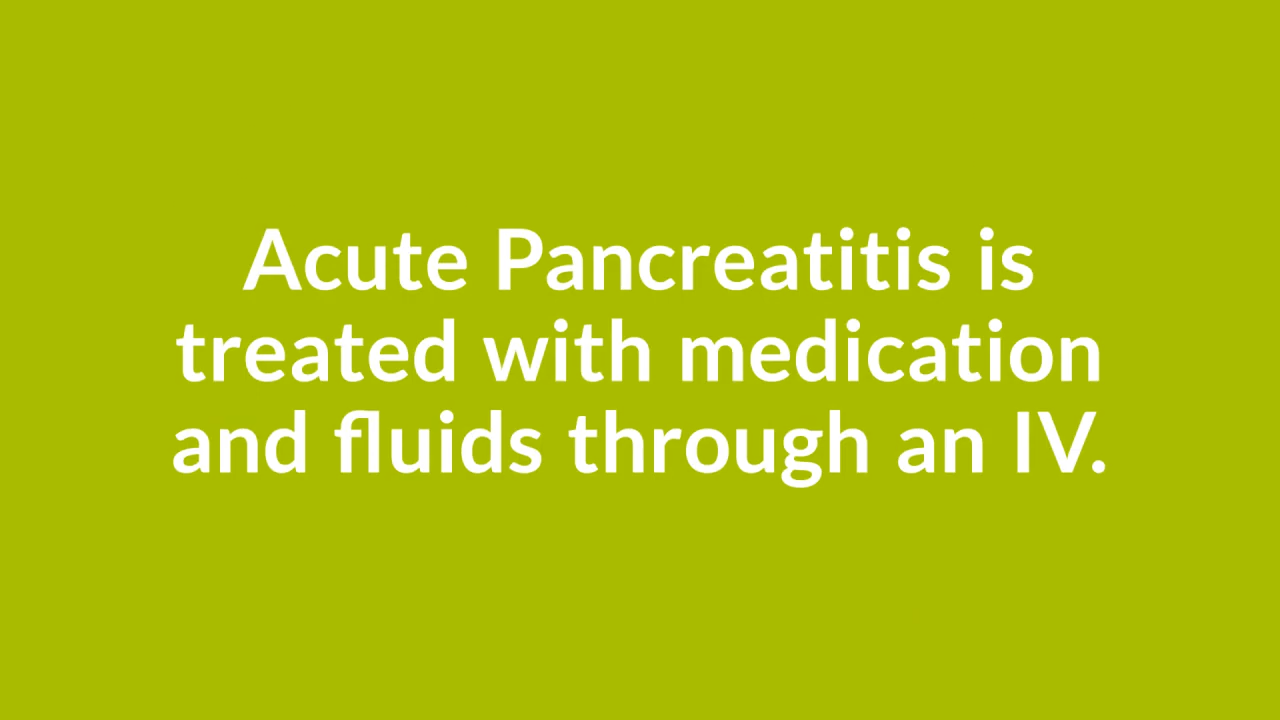 Acute Pancreatitis is
treated with medication
and fluids through an IV.